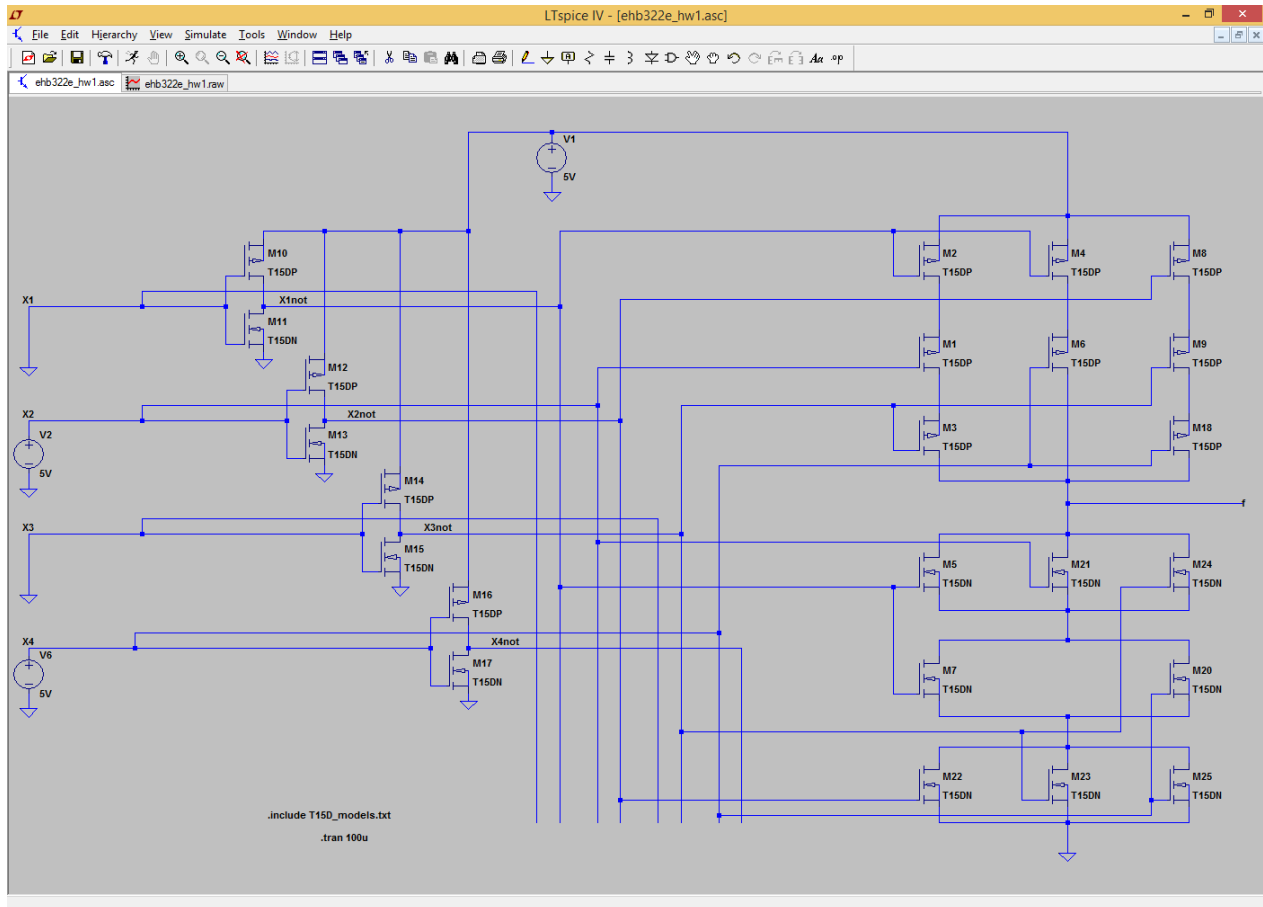 LTspice IV - [ehb322e_hw1.asc]
File Edit Hierarchy View Simulate Tools Window Help
Aa .op
ehb322e_hw1.asc ehb322e_hw1.raw
V1
5V
M10
T15DP
M2
T15DP
M4
T15DP
M8
T15DP
X1
X1not
M11
T15DN
M12
T15DP
M1
T15DP
M6
T15DP
M9
T15DP
X2
X2not
V2
5V
M13
T15DN
M3
T15DP
M18
T15DP
M14
T15DP
f
X3
X3not
M15
T15DN
M5
T15DN
M21
T15DN
M24
T15DN
M16
T15DP
X4
X4not
V6
5V
M17
T15DN
M7
T15DN
M20
T15DN
M22
T15DN
M23
T15DN
M25
T15DN
.include T15D_models.txt
.tran 100u